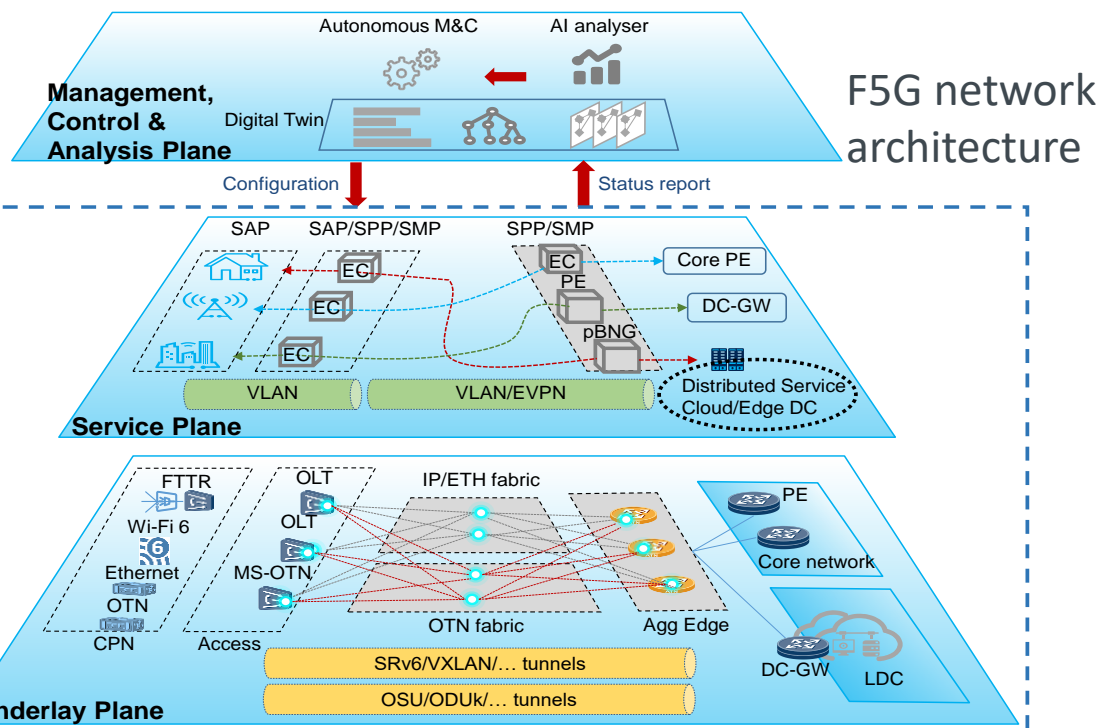 Autonomous M&C
AI analyser
F5G network
architecture
Management,
Control &
Analysis Plane
Digital Twin
Configuration
Status report
SAP
SAP/SPP/SMP
SPP/SMP
EC
EC
Core PE
PE
EC
DC-GW
pBNG
EC
VLAN
VLAN/EVPN
Distributed Service
Cloud/Edge DC
Service Plane
FTTR
OLT
IP/ETH fabric
PE
Wi-Fi 6
OLT
6
Core network
Ethernet
MS-OTN
OTN
CPN
Access
OTN fabric
Agg Edge
SRv6/VXLAN/… tunnels
DC-GW
LDC
OSU/ODUk/… tunnels
nderlay Plane